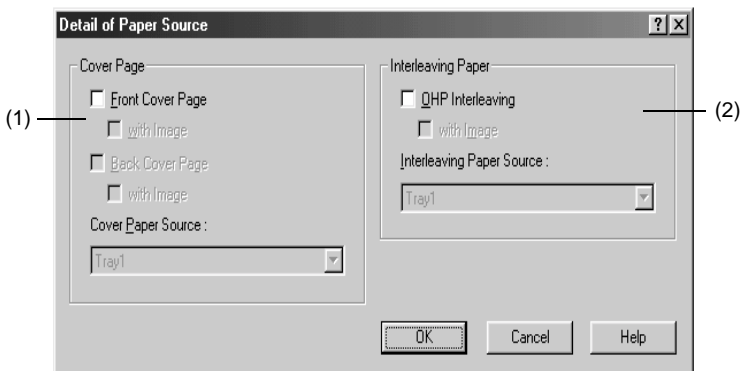 Detail of Paper Source
? ×
Cover Page
Front Cover Page
with Image
Back Cover Page
with Image
Cover Paper Source :
Tray1
(1)
Interleaving Paper
OHP Interleaving
with Image
Interleaving Paper Source :
Tray1
(2)
OK Cancel Help